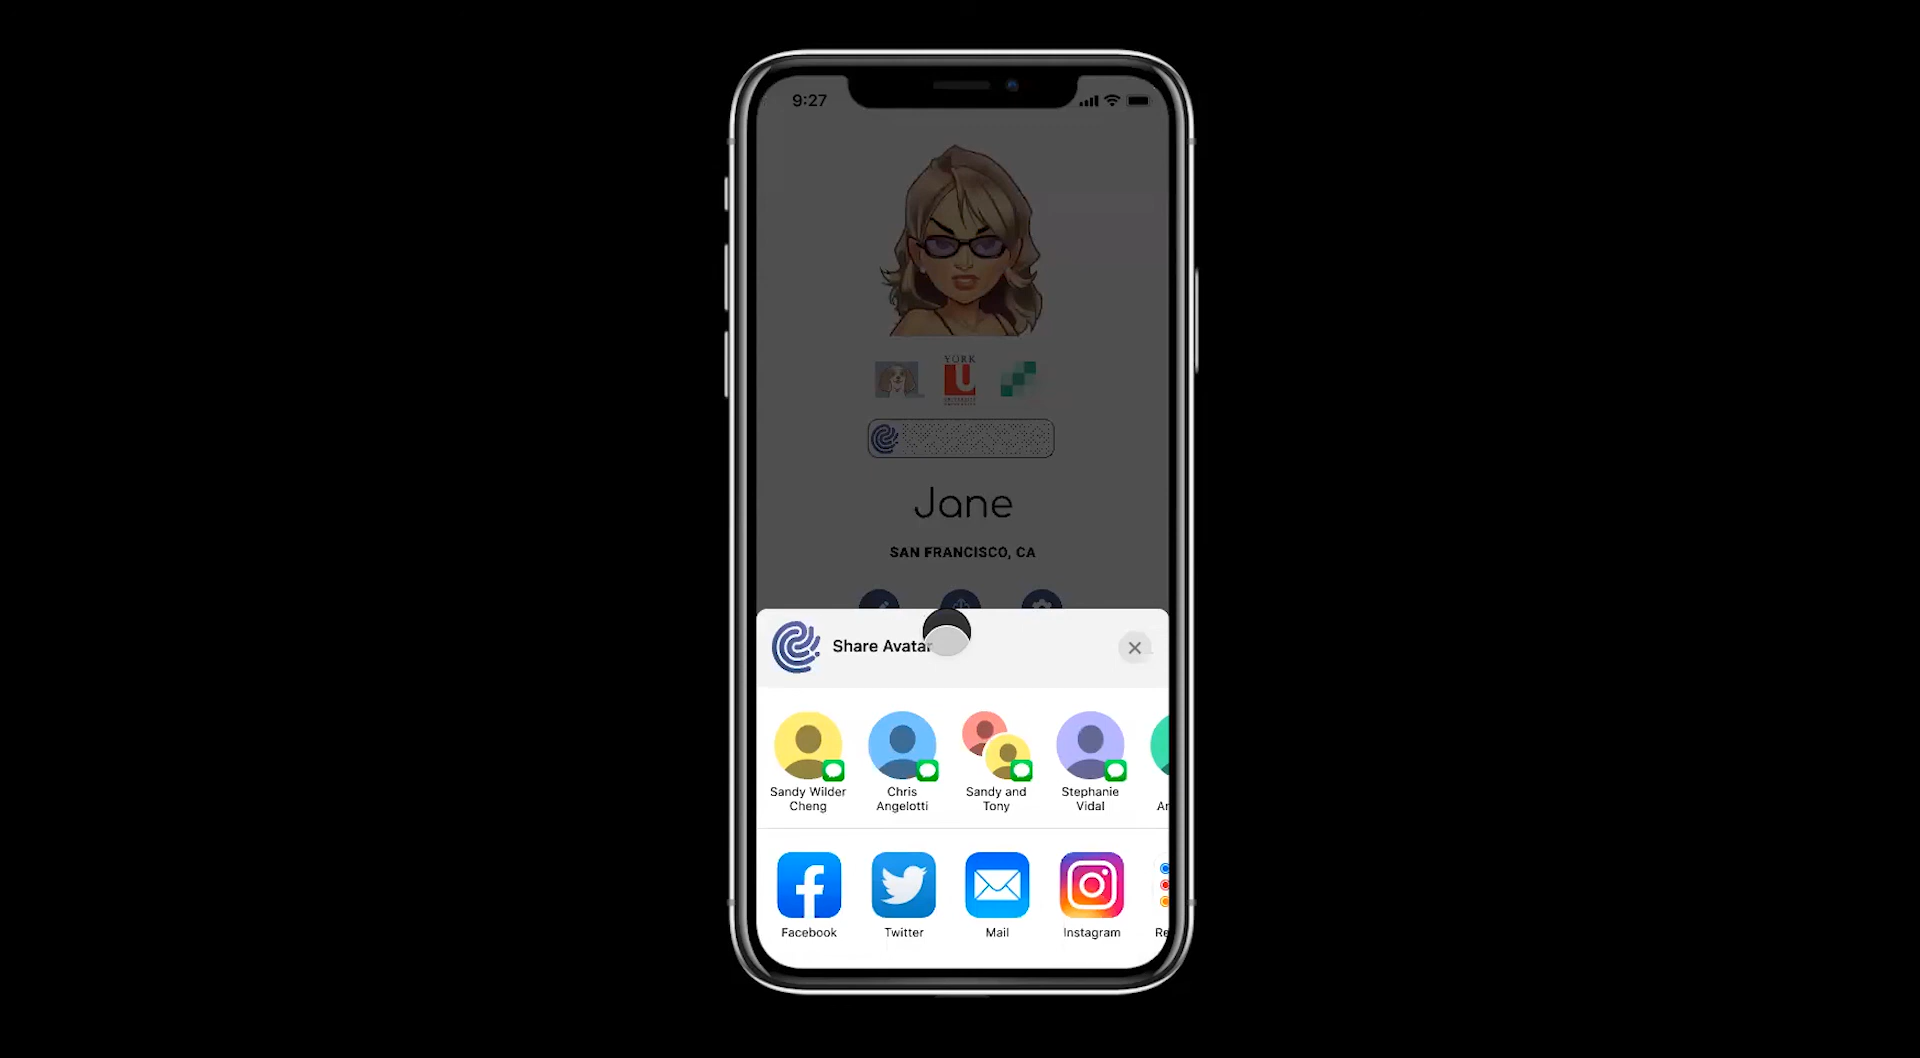 9:27
YORK
U
Jane
SAN FRANCISCO, CA
Share Avatar
Sandy Wilder
Cheng
Chris
Angelotti
Sandy and
Tony
Stephanie
Vidal
Facebook
Twitter
Mail
Instagram